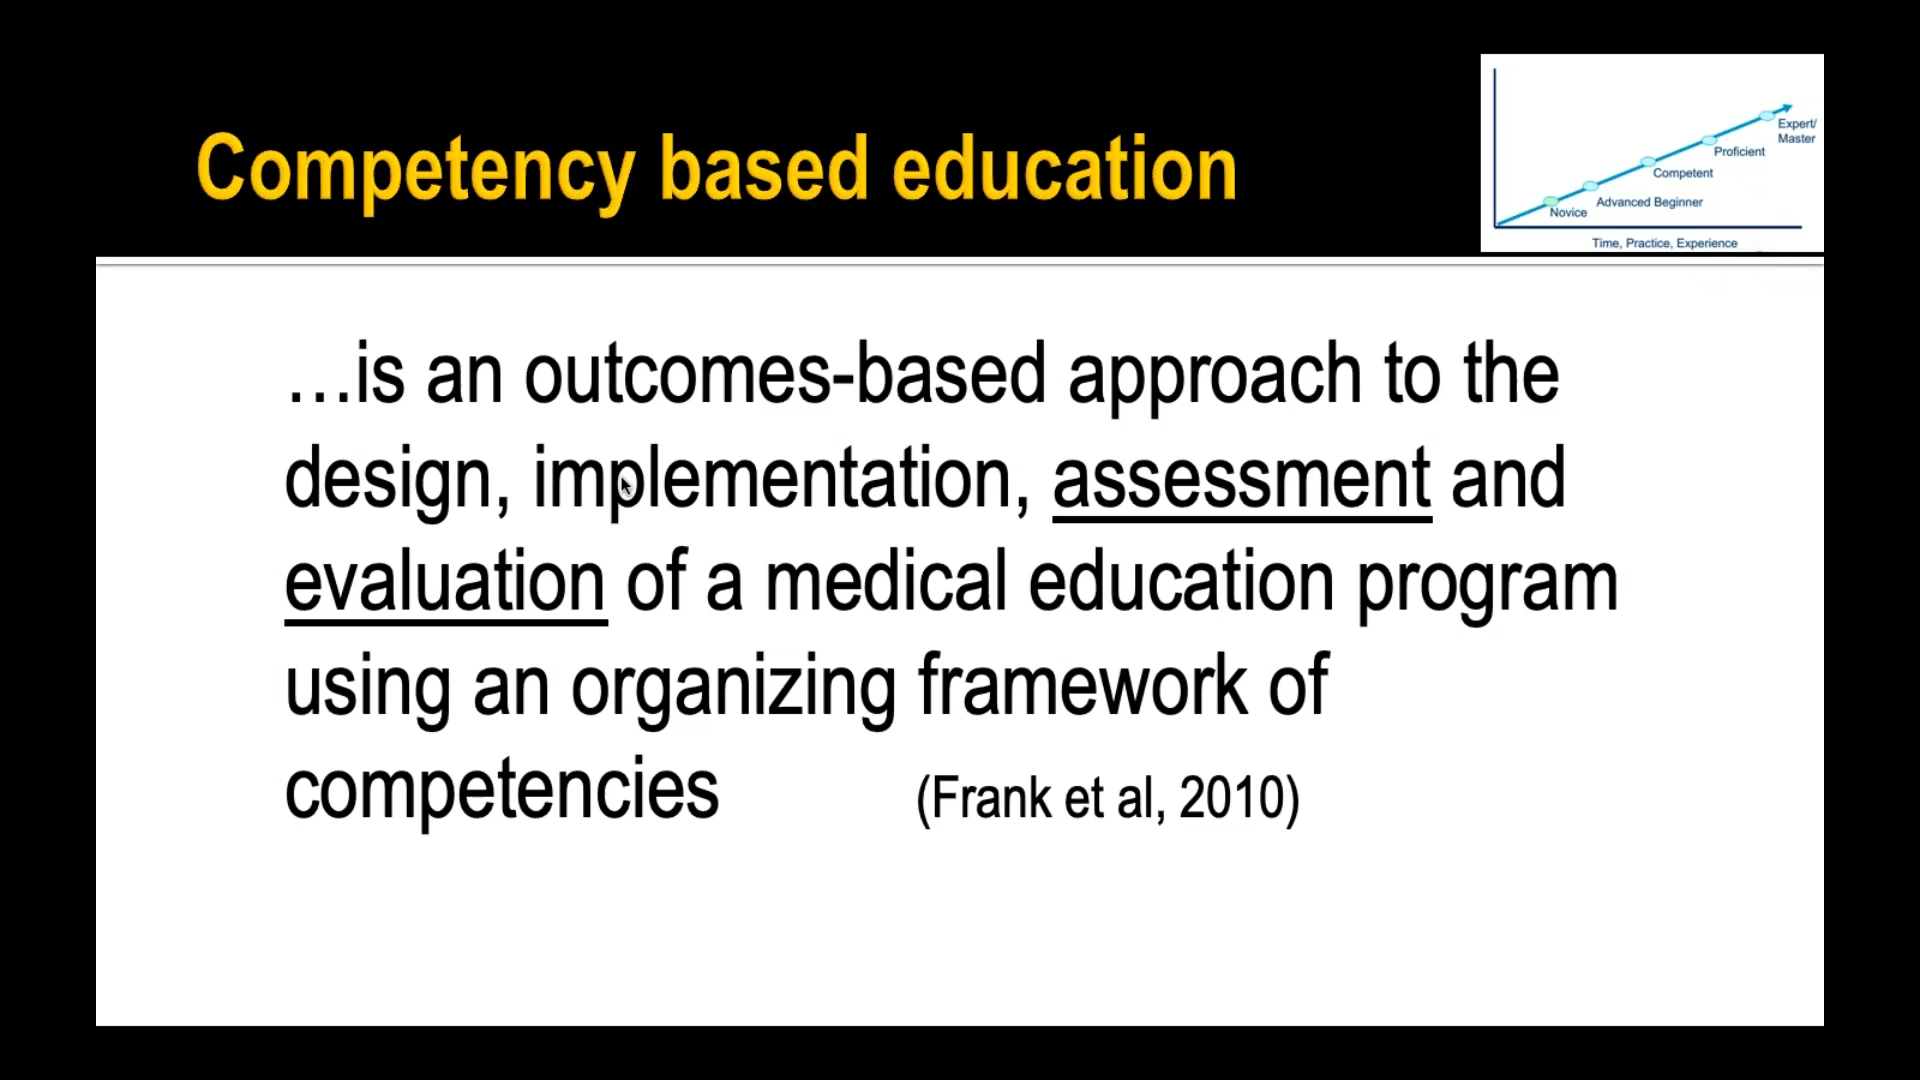 Competency based education
Expert/
Master
Proficient
Competent
Advanced Beginner
Novice
Time, Practice, Experience
…is an outcomes-based approach to the
design, implementation, assessment and
evaluation of a medical education program
using an organizing framework of
competencies (Frank et al, 2010)